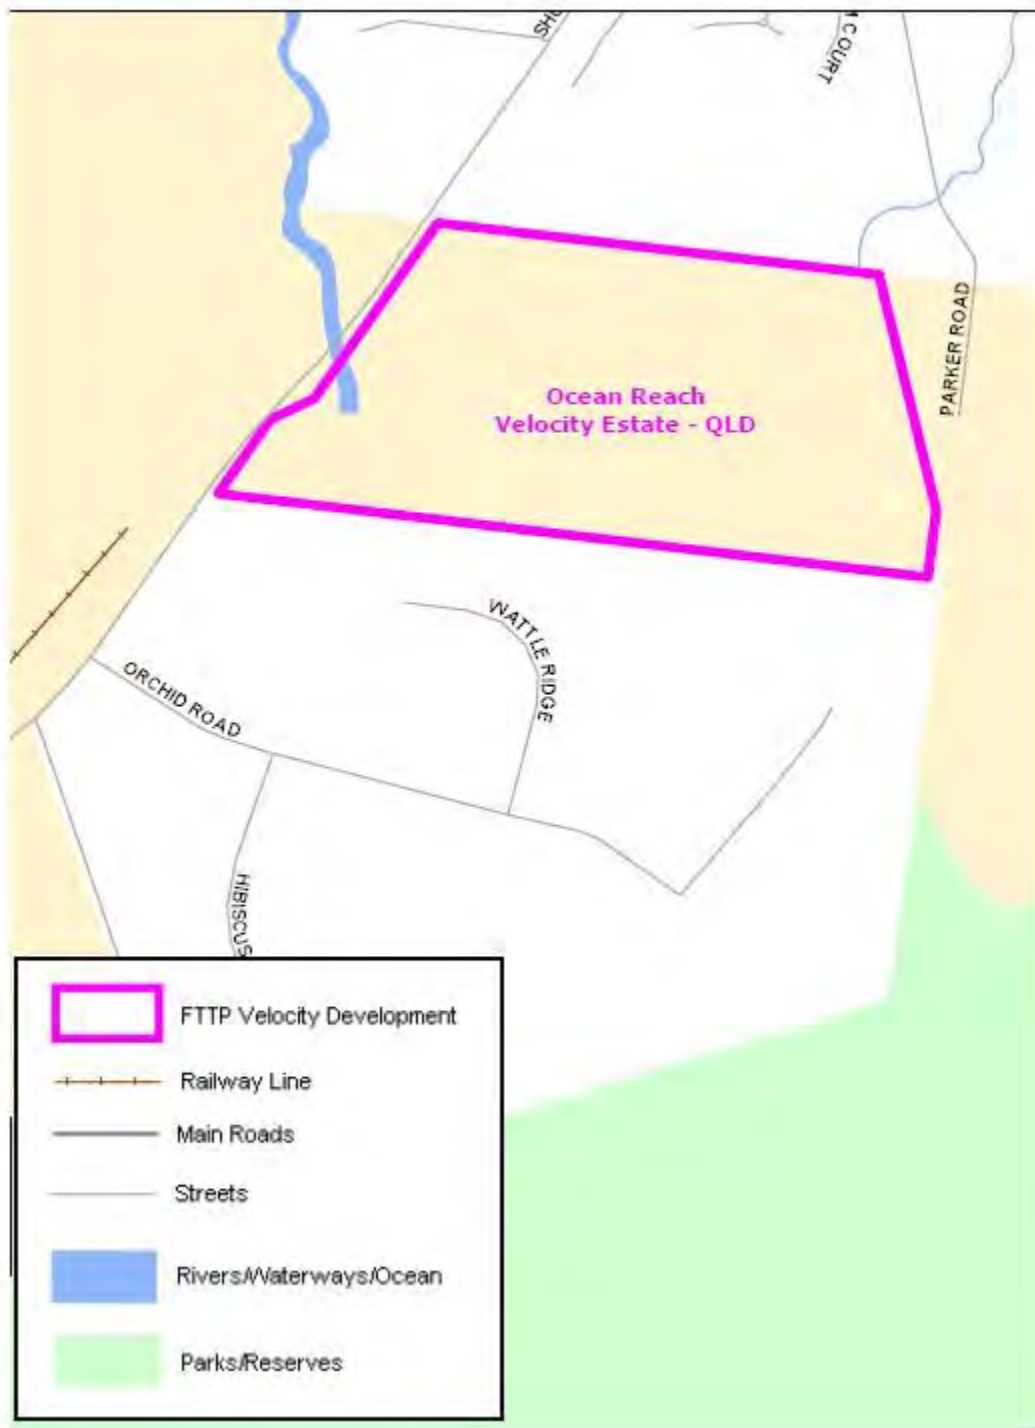 COURT
PARKER ROAD
Ocean Reach
Velocity Estate - QLD
WATTLE RIDGE
ORCHID ROAD
HIBISCUS
FTTP Velocity Development
Railway Line
Main Roads
Streets
Rivers/Waterways/Ocean
Parks/Reserves